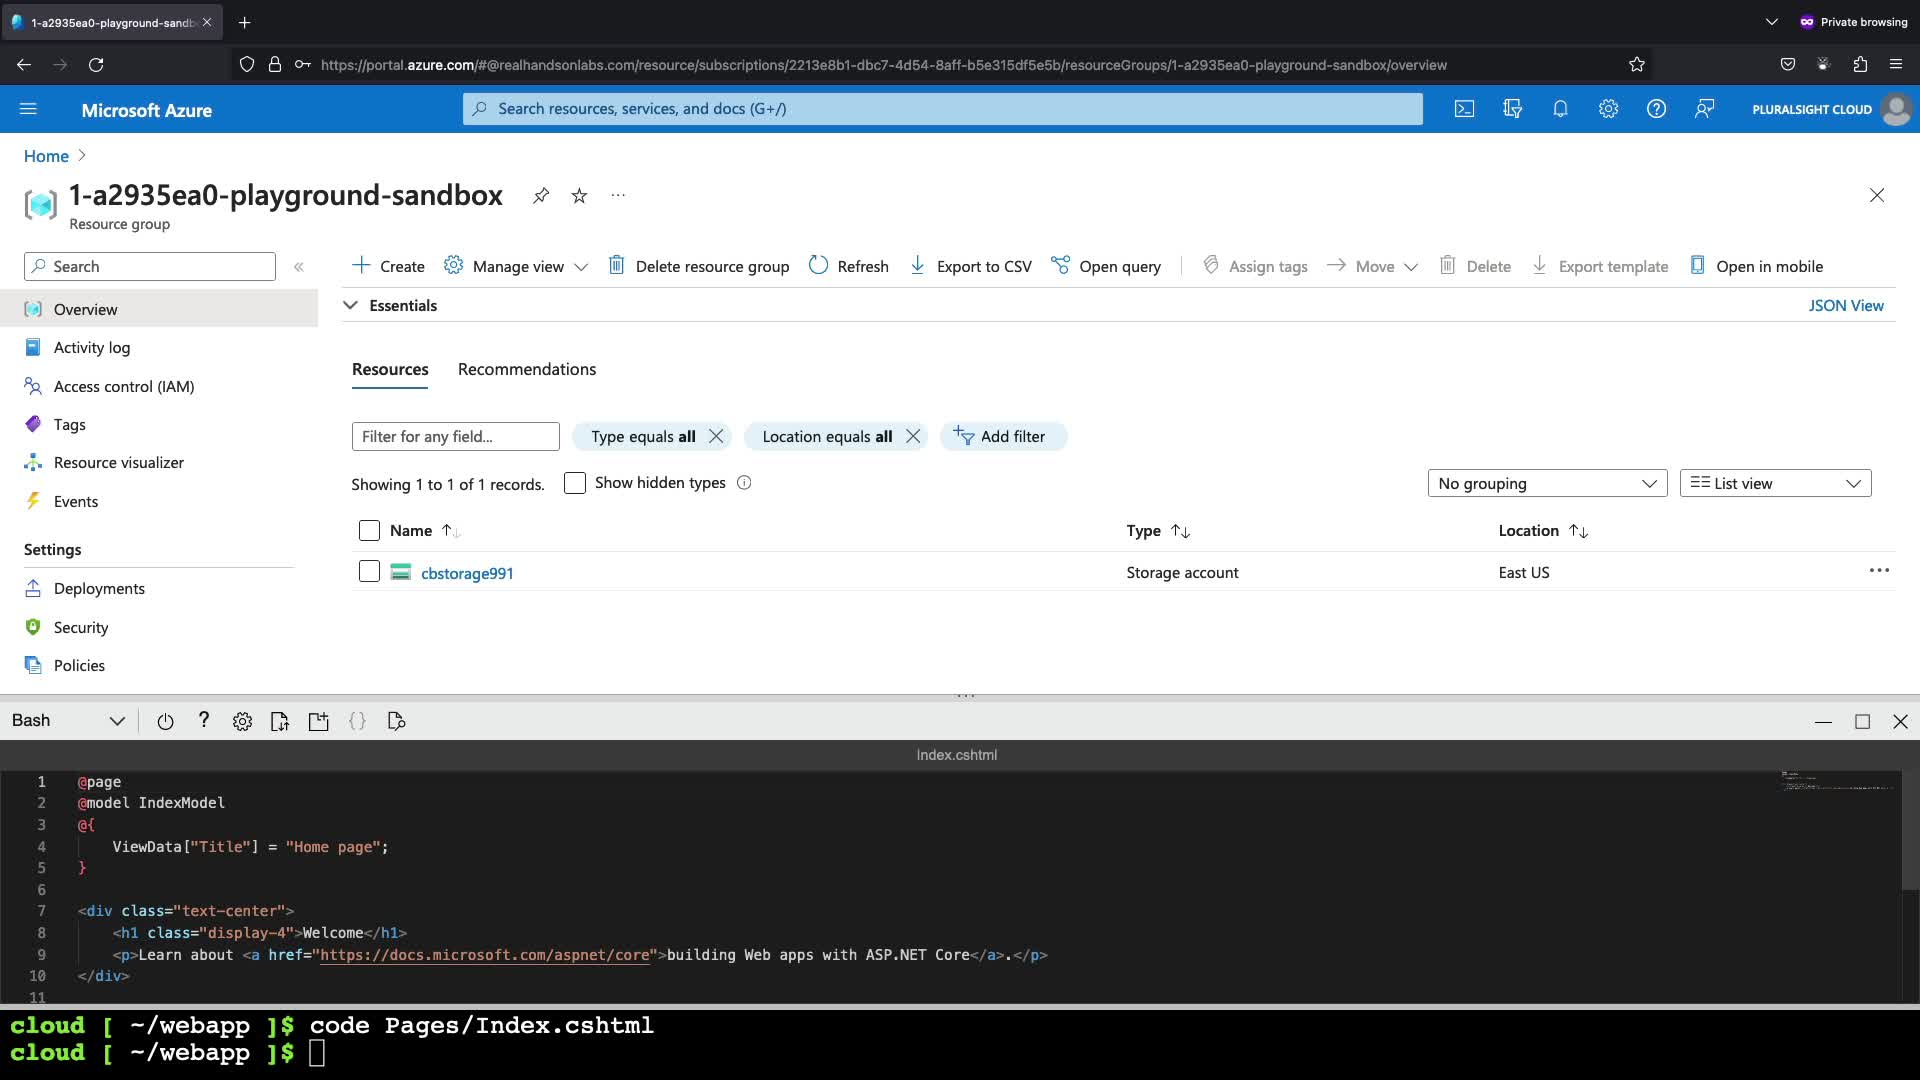 1-a2935ea0-playground-sandb
Private browsing
https://portal.azure.com/#@realhandsonlabs.com/resource/subscriptions/2213e8b1-dbc7-4d54-8aff-b5e315df5e5b/resourceGroups/1-a2935ea0-playground-sandbox/overview
Microsoft Azure
Search resources, services, and docs (G+/)
PLURALSIGHT CLOUD
Home
1-a2935ea0-playground-sandbox
Resource group
Search
Create
Manage view
Delete resource group
Refresh
Export to CSV
Open query
Assign tags
Move
Delete
Export template
Open in mobile
Overview
Essentials
JSON View
Activity log
Resources
Recommendations
Access control (IAM)
Tags
Filter for any field...
Type equals all
Location equals all
Add filter
Resource visualizer
Showing 1 to 1 of 1 records.
Show hidden types
No grouping
List view
Events
Name
Type
Location
Settings
cbstorage991
Storage account
East US
Deployments
Security
Policies
Bash
Index.cshtml
1 @page
2 @model IndexModel
3 @{
4 ViewData["Title"] = "Home page";
5 }
6
7 <div class="text-center">
8 <h1 class="display-4">Welcome</h1>
9 <p>Learn about <a href="https://docs.microsoft.com/aspnet/core">building Web apps with ASP.NET Core</a>.</p>
10 </div>
11
cloud [ ~/webapp ]$ code Pages/Index.cshtml
cloud [ ~/webapp ]$